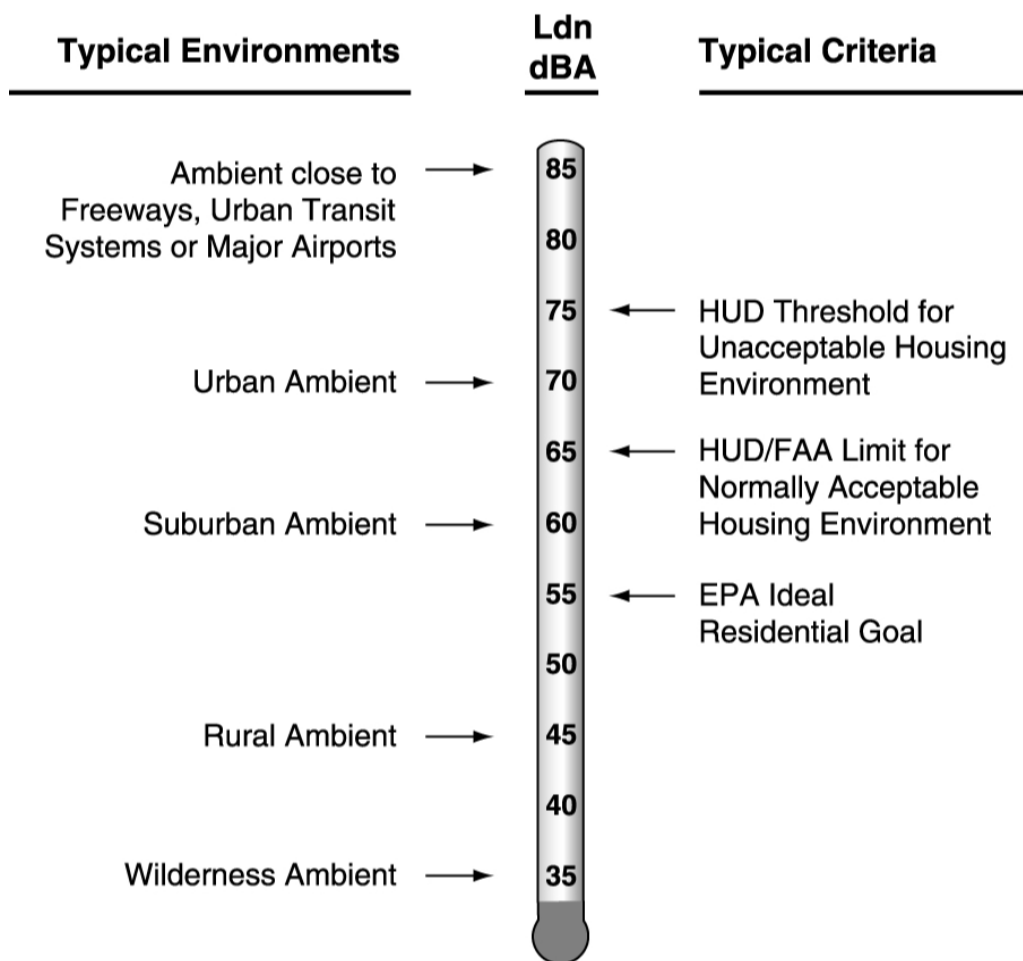 Typical Environments
Ldn
dBA
Typical Criteria
Ambient close to
Freeways, Urban Transit
Systems or Major Airports
85
80
75
HUD Threshold for
Unacceptable Housing
Environment
Urban Ambient
70
65
HUD/FAA Limit for
Normally Acceptable
Housing Environment
Suburban Ambient
60
55
EPA Ideal
Residential Goal
50
Rural Ambient
45
40
Wilderness Ambient
35